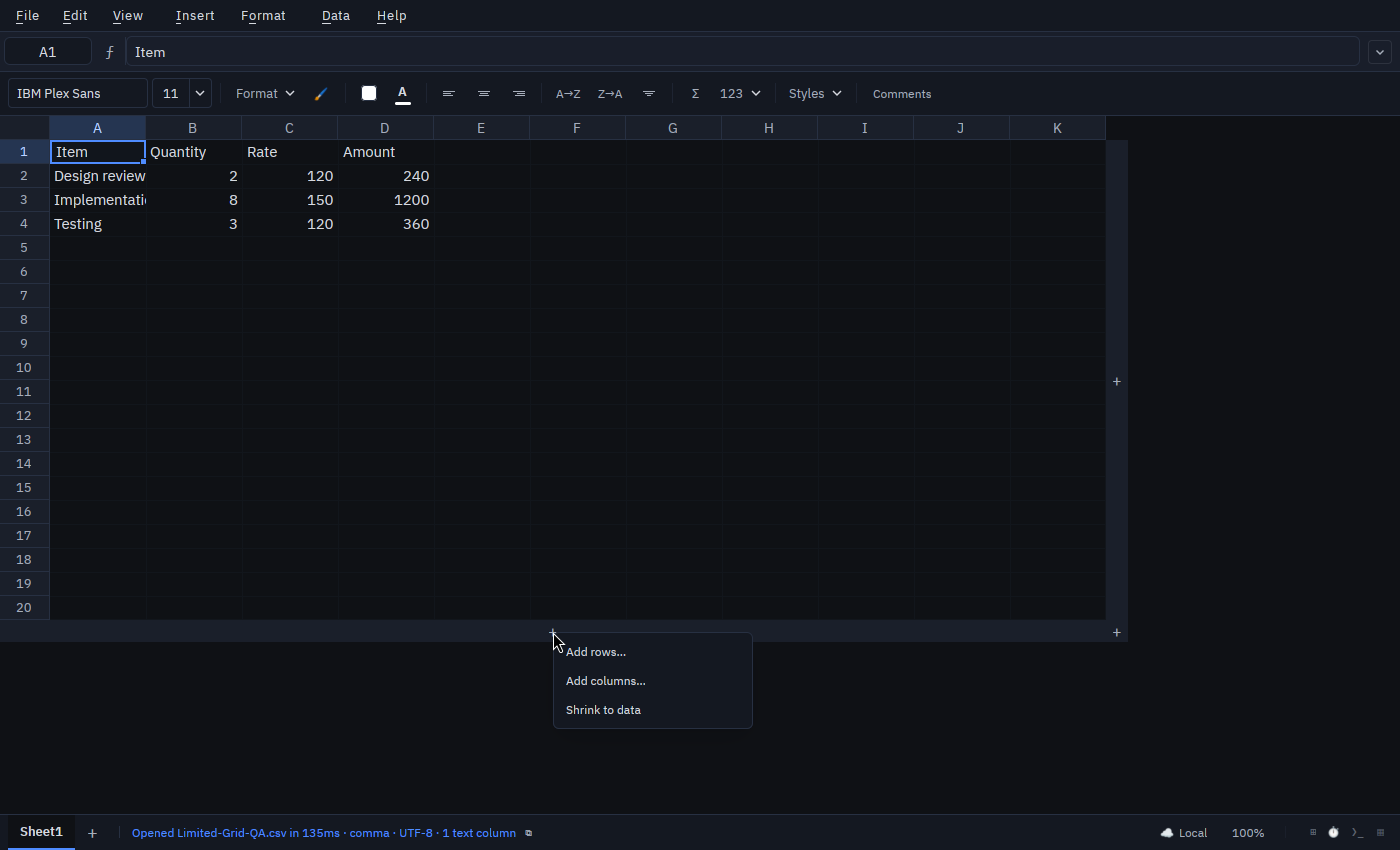 File Edit View Insert Format Data Help
A1 ƒ Item
IBM Plex Sans 11 Format A A→Z Z→A Σ 123 Styles Comments
A B C D E F G H I J K
1 Item Quantity Rate Amount
2 Design review 2 120 240
3 Implementati 8 150 1200
4 Testing 3 120 360
5
6
7
8
9
10
11 +
12
13
14
15
16
17
18
19
20
+ +
Add rows...
Add columns...
Shrink to data
Sheet1 + Opened Limited-Grid-QA.csv in 135ms · comma · UTF-8 · 1 text column Local 100%